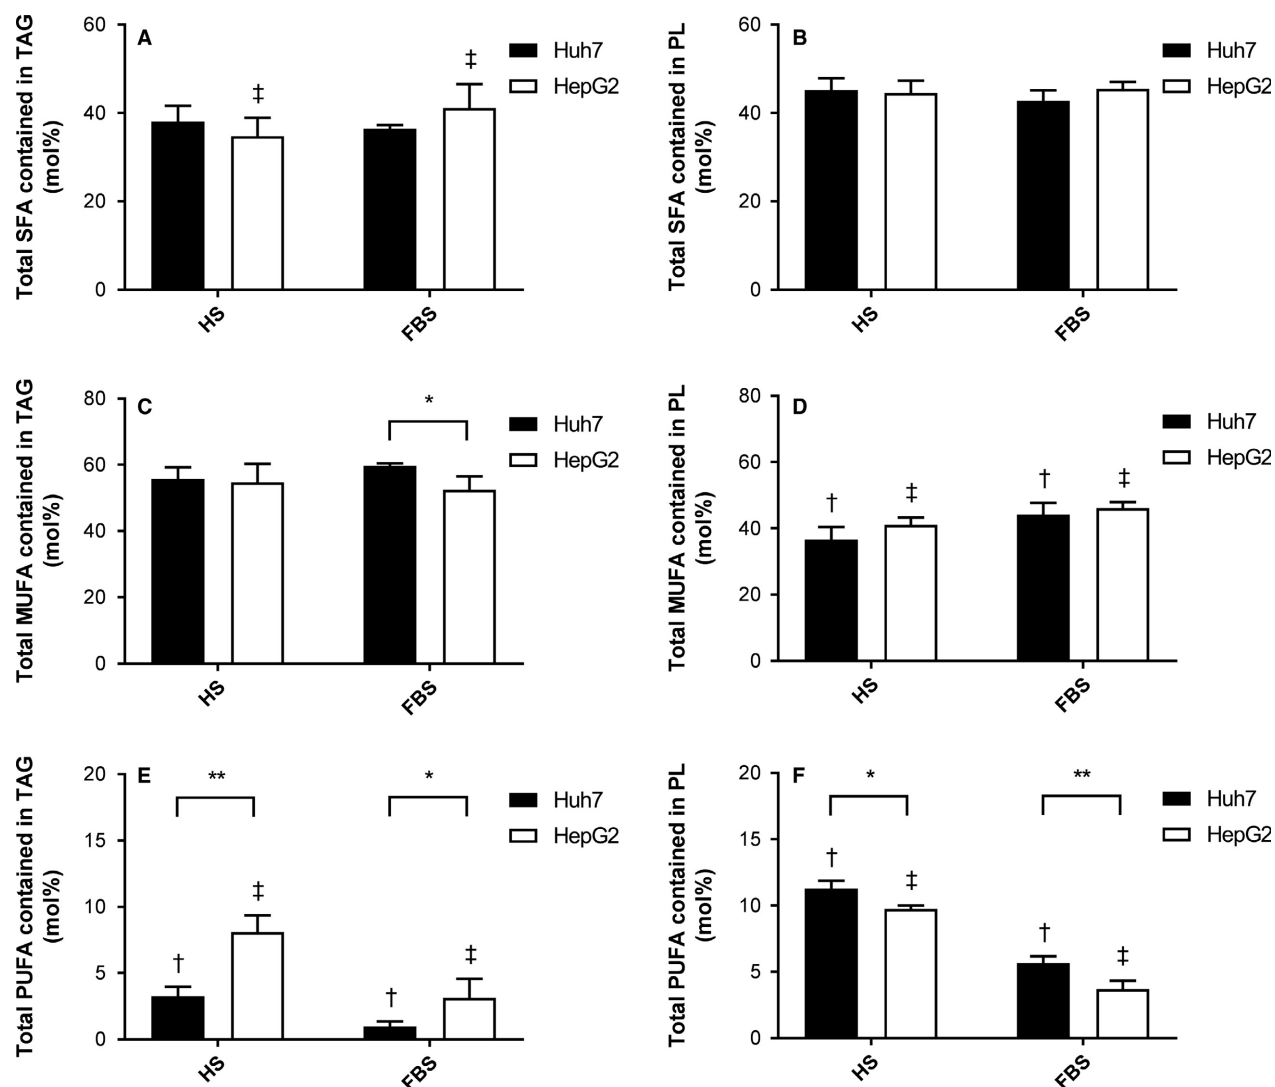 Total SFA contained in TAG
(mol%)
A
60
40
20
0
‡
‡
HS
FBS
Huh7
HepG2
Total SFA contained in PL
(mol%)
B
60
40
20
0
HS
FBS
Huh7
HepG2
Total MUFA contained in TAG
(mol%)
C
80
60
40
20
0
*
HS
FBS
Huh7
HepG2
Total MUFA contained in PL
(mol%)
D
80
60
40
20
0
†
‡
†
‡
HS
FBS
Huh7
HepG2
Total PUFA contained in TAG
(mol%)
E
20
15
10
5
0
**
*
†
‡
†
‡
HS
FBS
Huh7
HepG2
Total PUFA contained in PL
(mol%)
F
20
15
10
5
0
*
**
†
‡
†
‡
HS
FBS
Huh7
HepG2